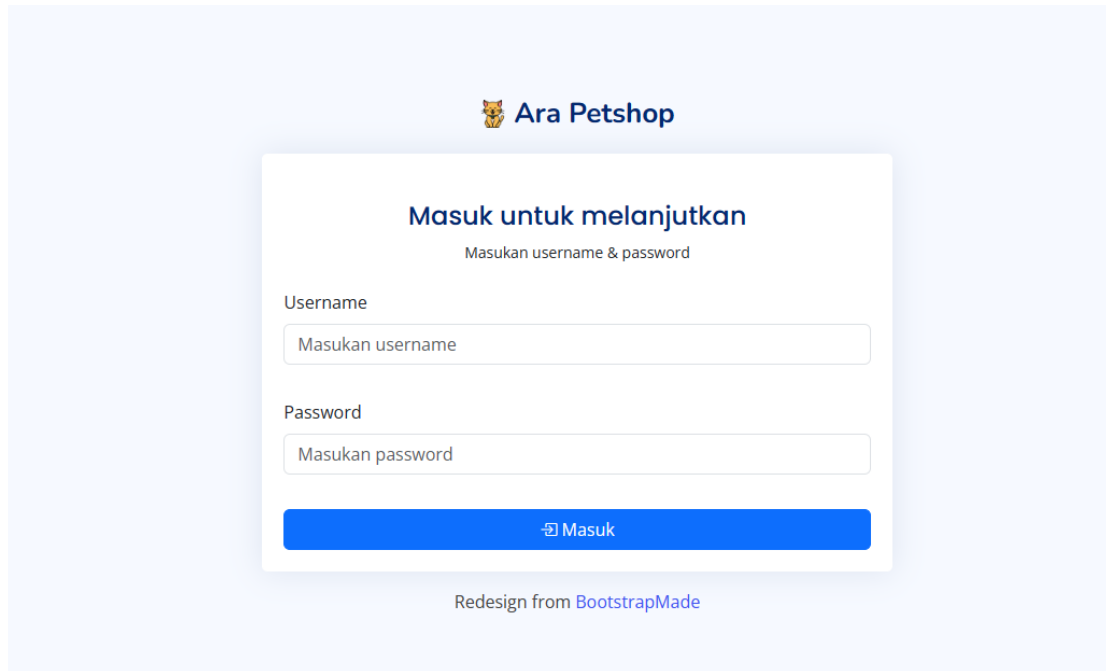 Ara Petshop
Masuk untuk melanjutkan
Masukan username & password
Username
Masukan username
Password
Masukan password
Masuk
Redesign from BootstrapMade